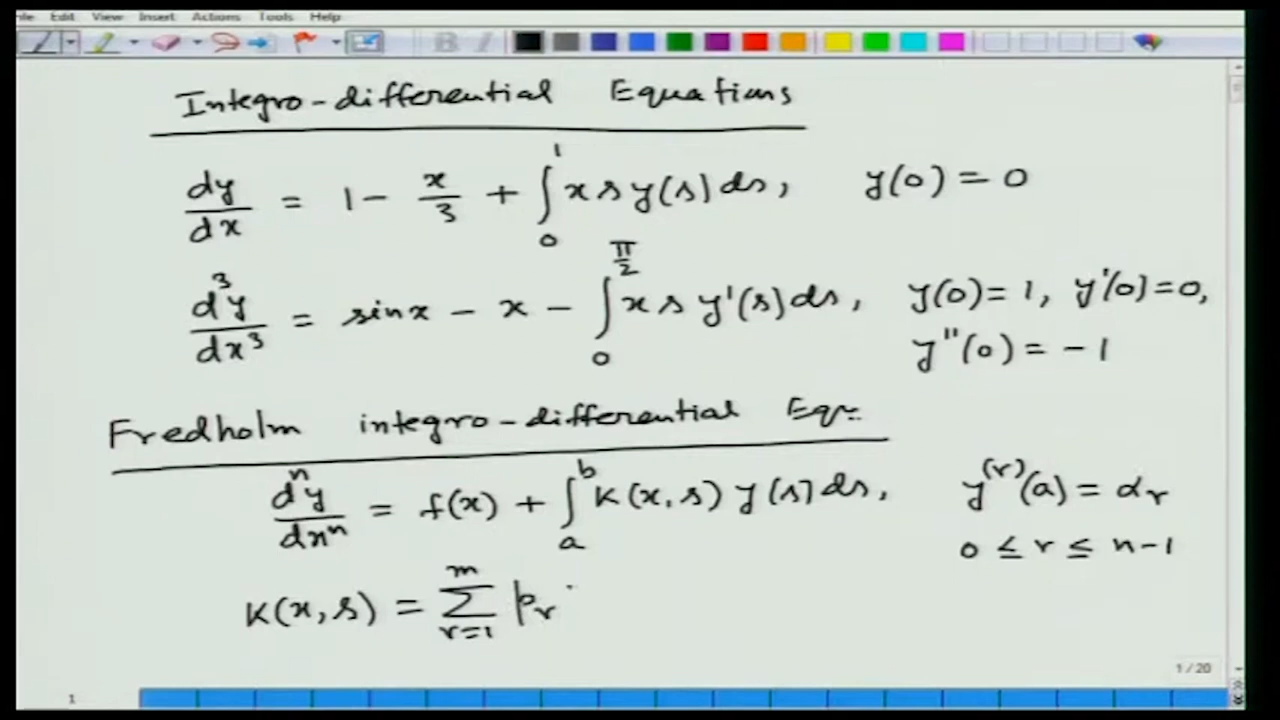 Edit View Insert Actions Tools Help
Integro-differential Equations
dy/dx = 1 - x/3 + ∫₀¹ x s y(s) ds, y(0) = 0
d³y/dx³ = sin x - x - ∫₀^{π/2} x s y'(s) ds, y(0) = 1, y'(0) = 0,
y''(0) = -1
Fredholm integro-differential Eqn.
dⁿy/dxⁿ = f(x) + ∫ₐᵇ K(x, s) y(s) ds, y^{(r)}(a) = αᵣ
0 ≤ r ≤ n-1
K(x, s) = Σ_{r=1}^{m} pᵣ
1 / 20
1